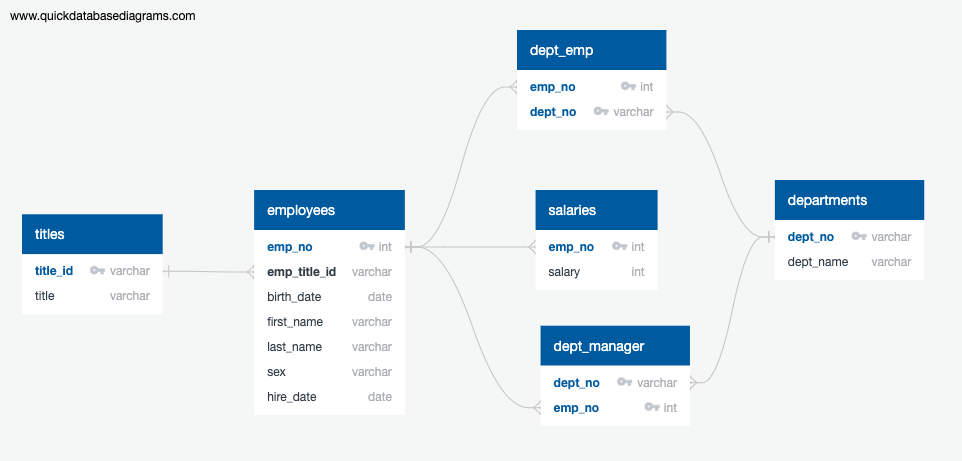 www.quickdatabasediagrams.com
titles
title_id varchar
title varchar
employees
emp_no int
emp_title_id varchar
birth_date date
first_name varchar
last_name varchar
sex varchar
hire_date date
dept_emp
emp_no int
dept_no varchar
salaries
emp_no int
salary int
dept_manager
dept_no varchar
emp_no int
departments
dept_no varchar
dept_name varchar